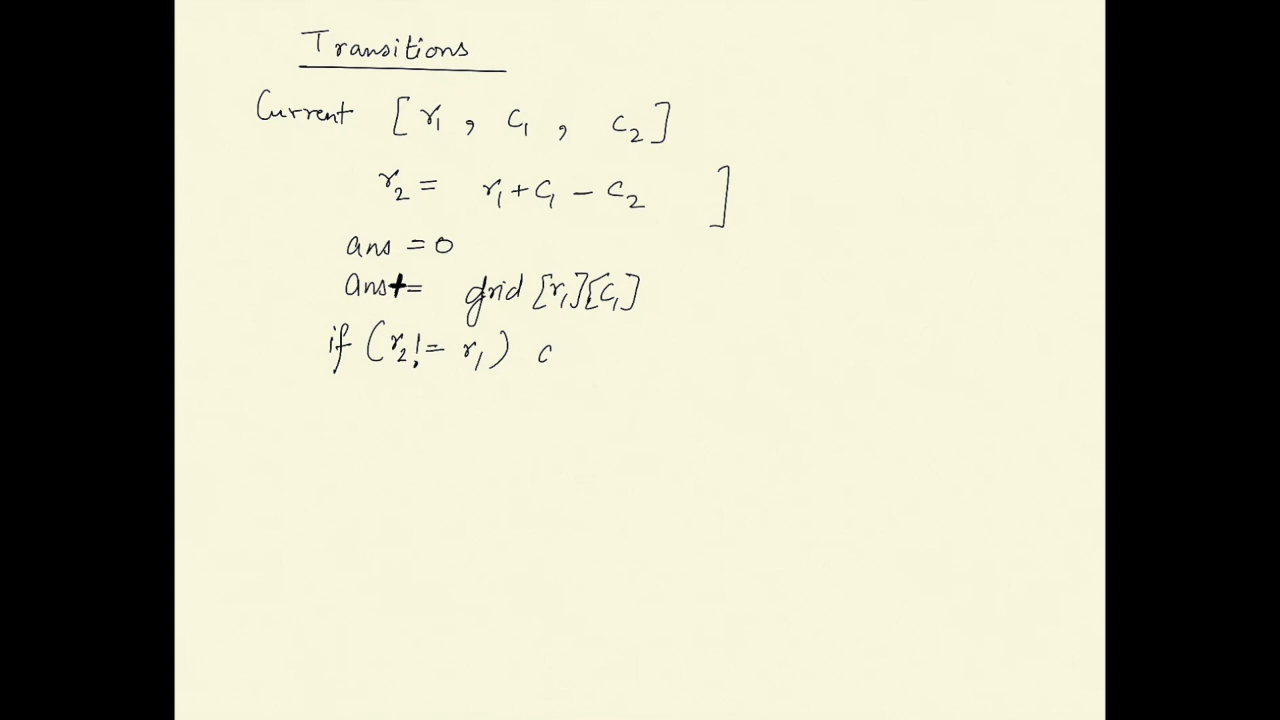 Transitions
Current [r1 , c1 , c2]
r2 = r1 + c1 - c2 ]
ans = 0
ans+= grid [r1][c1]
if (r2 != r1) c